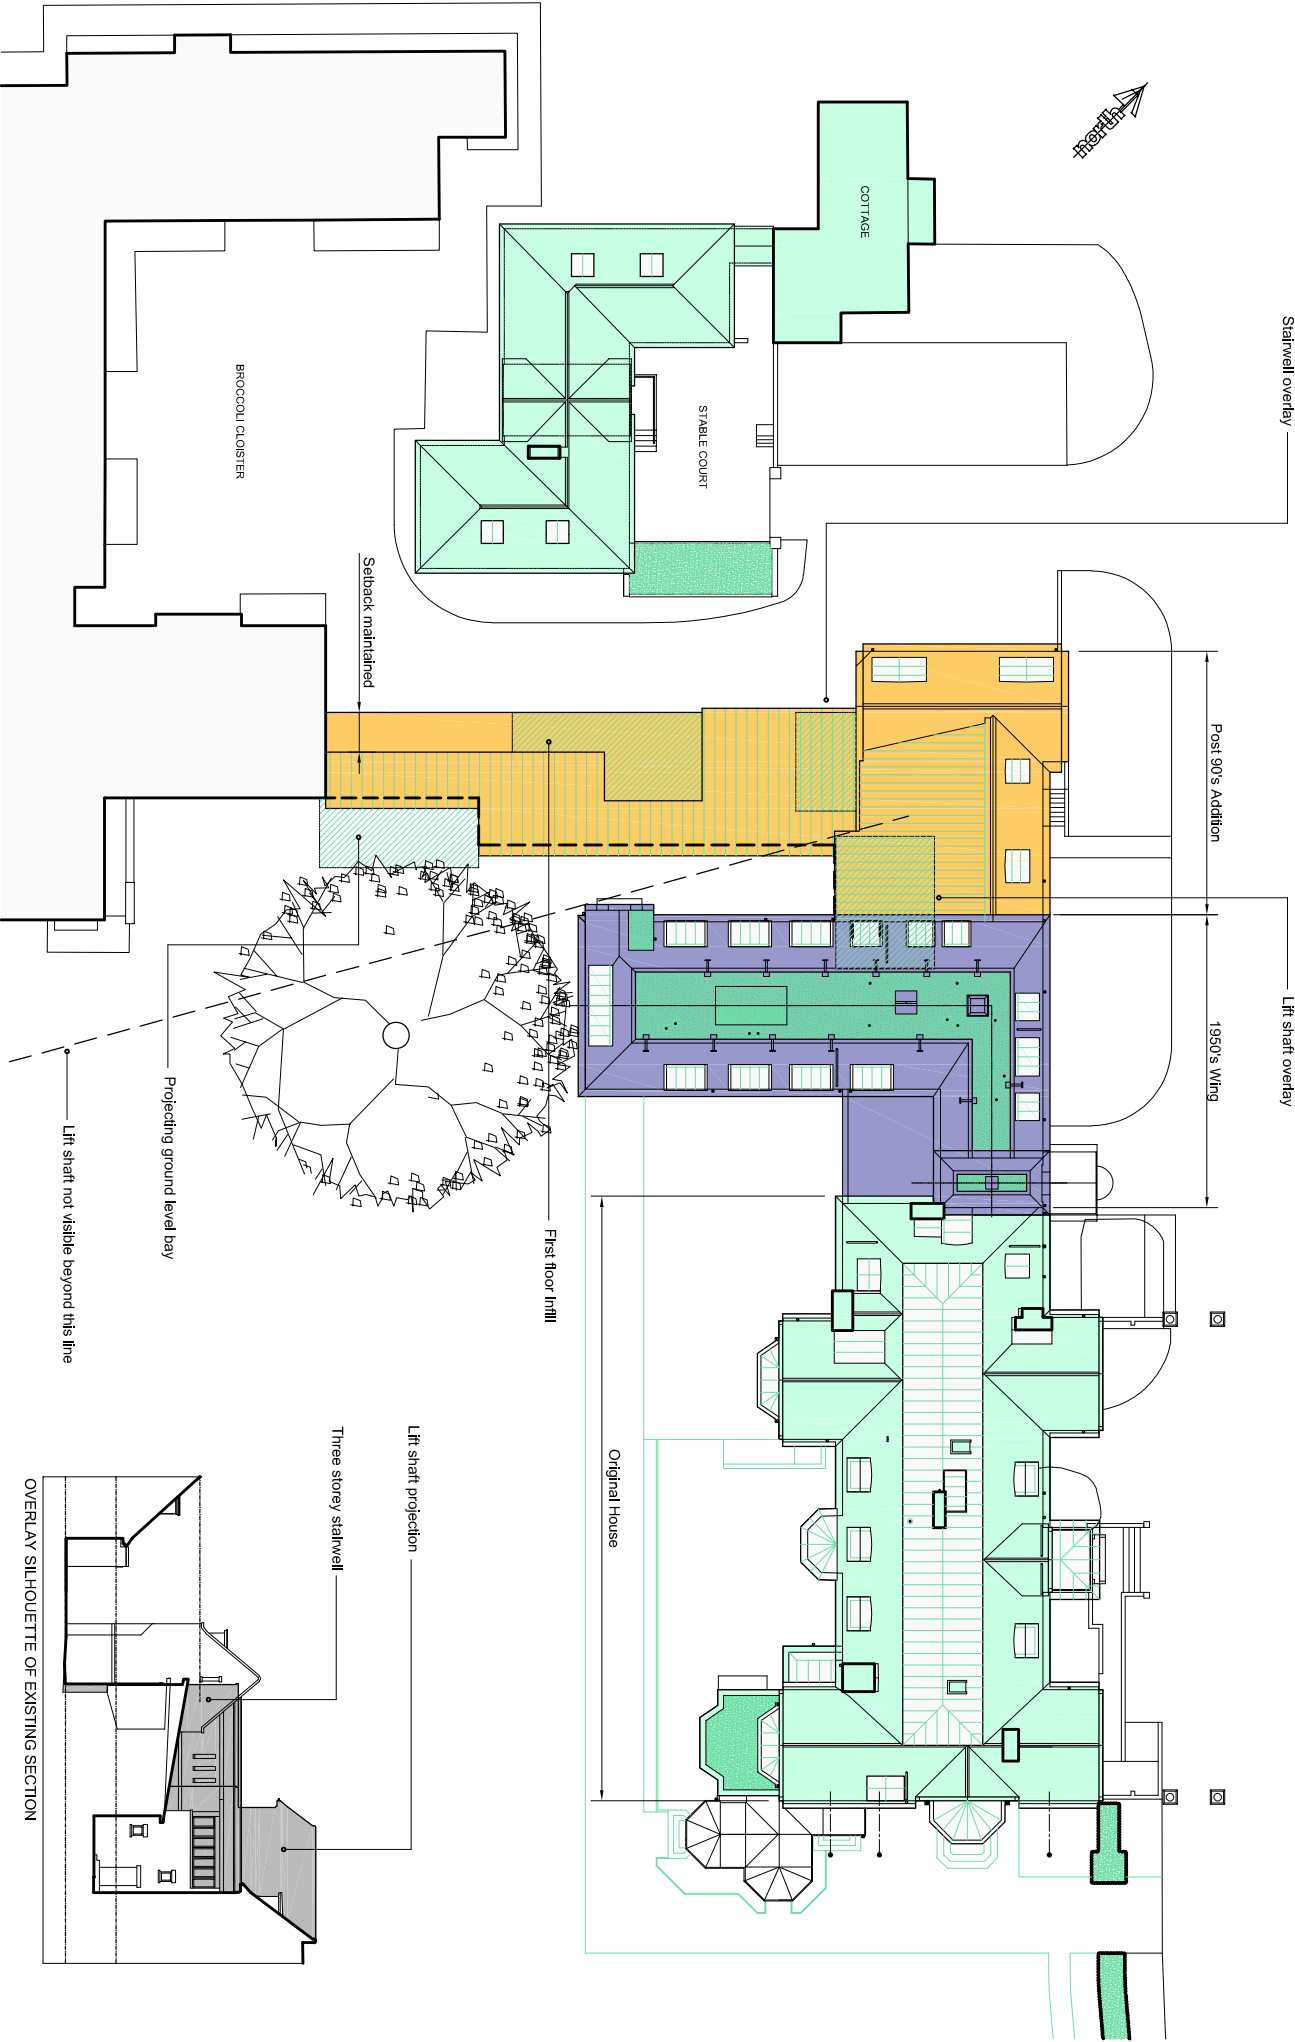 north
COTTAGE
STABLE COURT
BROCCOLI CLOISTER
Stairwell overlay
Setback maintained
Post 90's Addition
1950's Wing
Lift shaft overlay
Projecting ground level bay
Lift shaft not visible beyond this line
First floor Infill
Original House
Lift shaft projection
Three storey stairwell
OVERLAY SILHOUETTE OF EXISTING SECTION